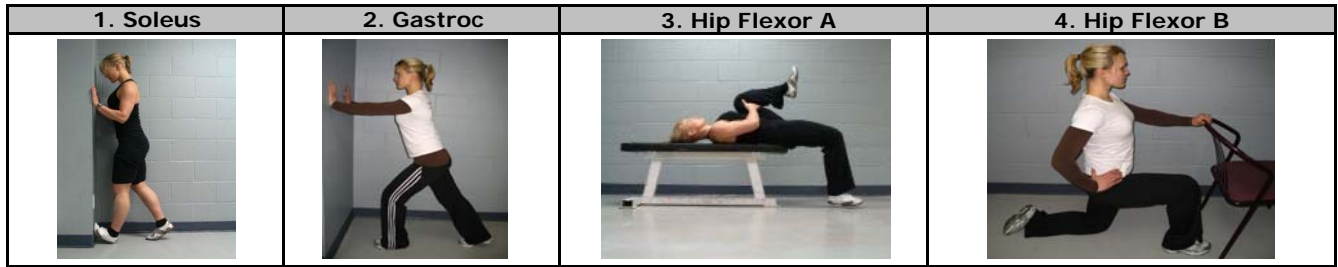 1. Soleus
2. Gastroc
3. Hip Flexor A
4. Hip Flexor B